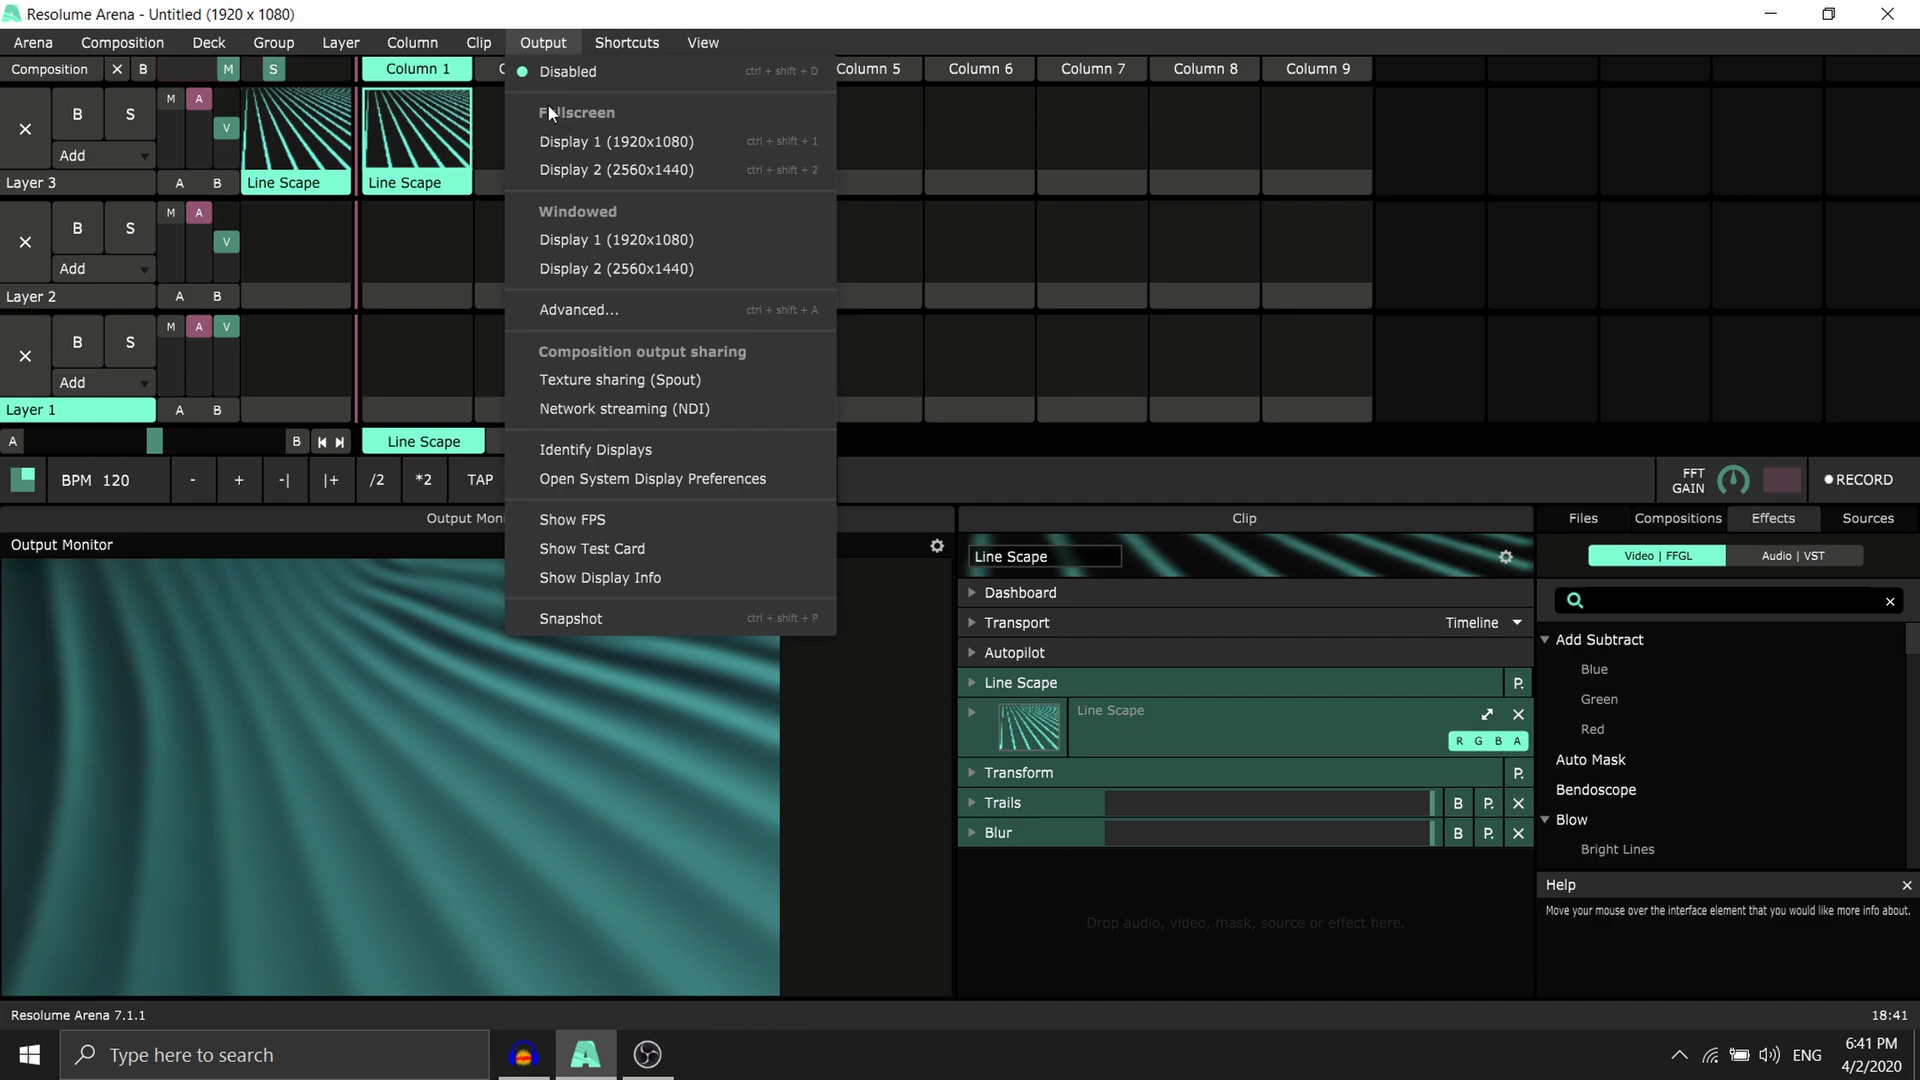 Resolume Arena - Untitled (1920 x 1080)
Arena Composition Deck Group Layer Column Clip Output Shortcuts View
Composition B M S Column 1 C Column 5 Column 6 Column 7 Column 8 Column 9
Disabled ctrl + shift + D
Fullscreen
Display 1 (1920x1080) ctrl + shift + 1
Display 2 (2560x1440) ctrl + shift + 2
Windowed
Display 1 (1920x1080)
Display 2 (2560x1440)
Advanced... ctrl + shift + A
Composition output sharing
Texture sharing (Spout)
Network streaming (NDI)
Identify Displays
Open System Display Preferences
Show FPS
Show Test Card
Show Display Info
Snapshot ctrl + shift + P
B S M A V
Add
Layer 3 A B Line Scape Line Scape
B S M A V
Add
Layer 2 A B
B S M A V
Add
Layer 1 A B
A B Line Scape
BPM 120 - + -| |+ /2 *2 TAP
FFT
GAIN
RECORD
Output Moni
Output Monitor
Clip
Line Scape
Dashboard
Transport Timeline
Autopilot
Line Scape P.
Line Scape
R G B A
Transform P.
Trails B P.
Blur B P.
Drop audio, video, mask, source or effect here.
Files Compositions Effects Sources
Video | FFGL Audio | VST
Add Subtract
Blue
Green
Red
Auto Mask
Bendoscope
Blow
Bright Lines
Help
Move your mouse over the interface element that you would like more info about.
Resolume Arena 7.1.1 18:41
Type here to search
ENG
6:41 PM
4/2/2020